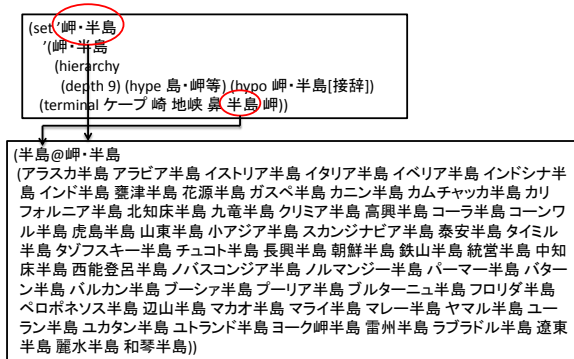 (set '岬・半島
'(岬・半島
(hierarchy
(depth 9) (hype 島・岬等) (hypo 岬・半島[接辞])
(terminal ケープ 崎 地峡 鼻 半島 岬))
(半島@岬・半島
(アラスカ半島 アラビア半島 イストリア半島 イタリア半島 イベリア半島 インドシナ半
島 インド半島 甕津半島 花源半島 ガスペ半島 カニン半島 カムチャッカ半島 カリ
フォルニア半島 北知床半島 九竜半島 クリミア半島 高興半島 コーラ半島 コーンワ
ル半島 虎島半島 山東半島 小アジア半島 スカンジナビア半島 泰安半島 タイミル
半島 タゾフスキー半島 チュコト半島 長興半島 朝鮮半島 鉄山半島 統営半島 中知
床半島 西能登呂半島 ノバスコンジア半島 ノルマンジー半島 パーマー半島 バター
ン半島 バルカン半島 ブーシァ半島 プーリア半島 ブルターニュ半島 フロリダ半島
ペロポネソス半島 辺山半島 マカオ半島 マライ半島 マレー半島 ヤマル半島 ユー
ラン半島 ユカタン半島 ユトランド半島 ヨーク岬半島 雷州半島 ラブラドル半島 遼東
半島 麗水半島 和琴半島))